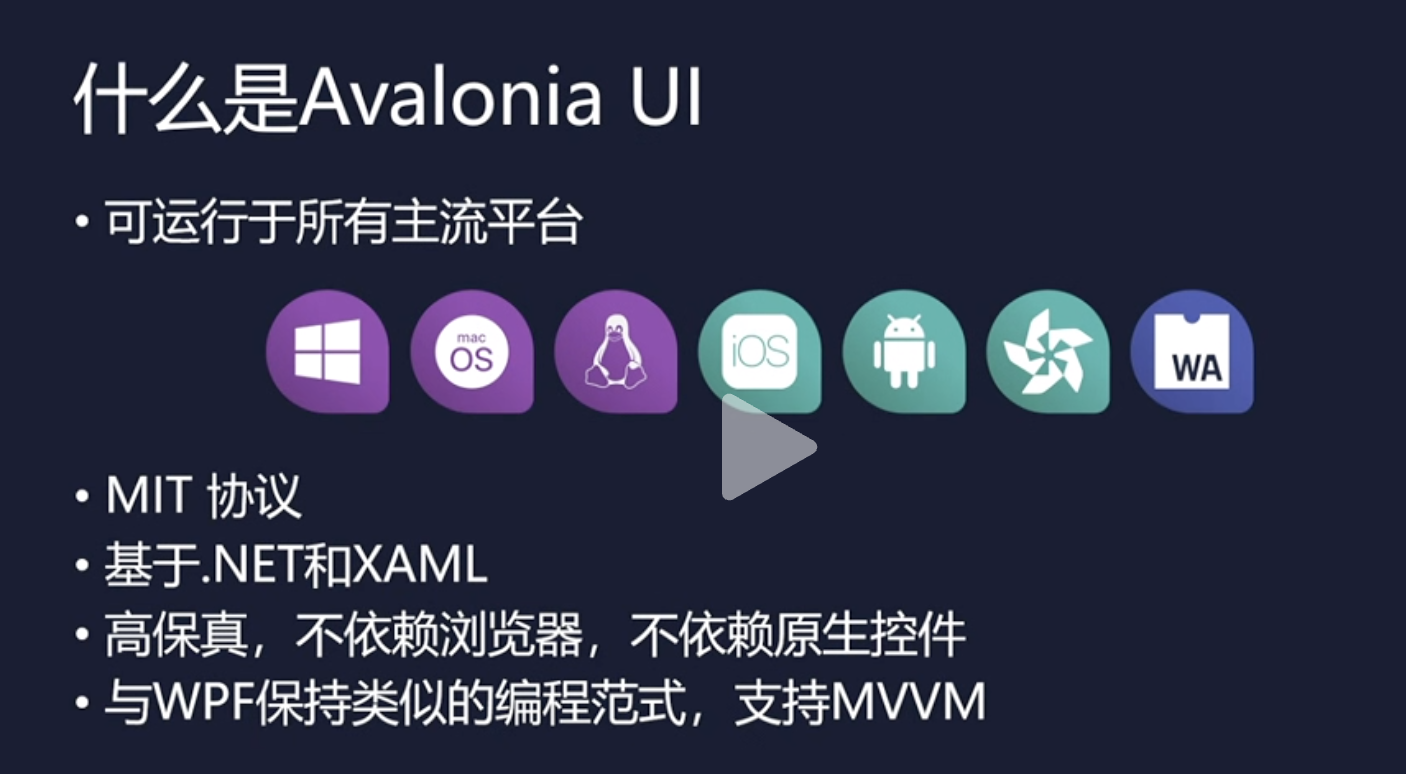 什么是Avalonia UI
• 可运行于所有主流平台
mac
OS
iOS
WA
• MIT 协议
• 基于.NET和XAML
• 高保真，不依赖浏览器，不依赖原生控件
• 与WPF保持类似的编程范式，支持MVVM